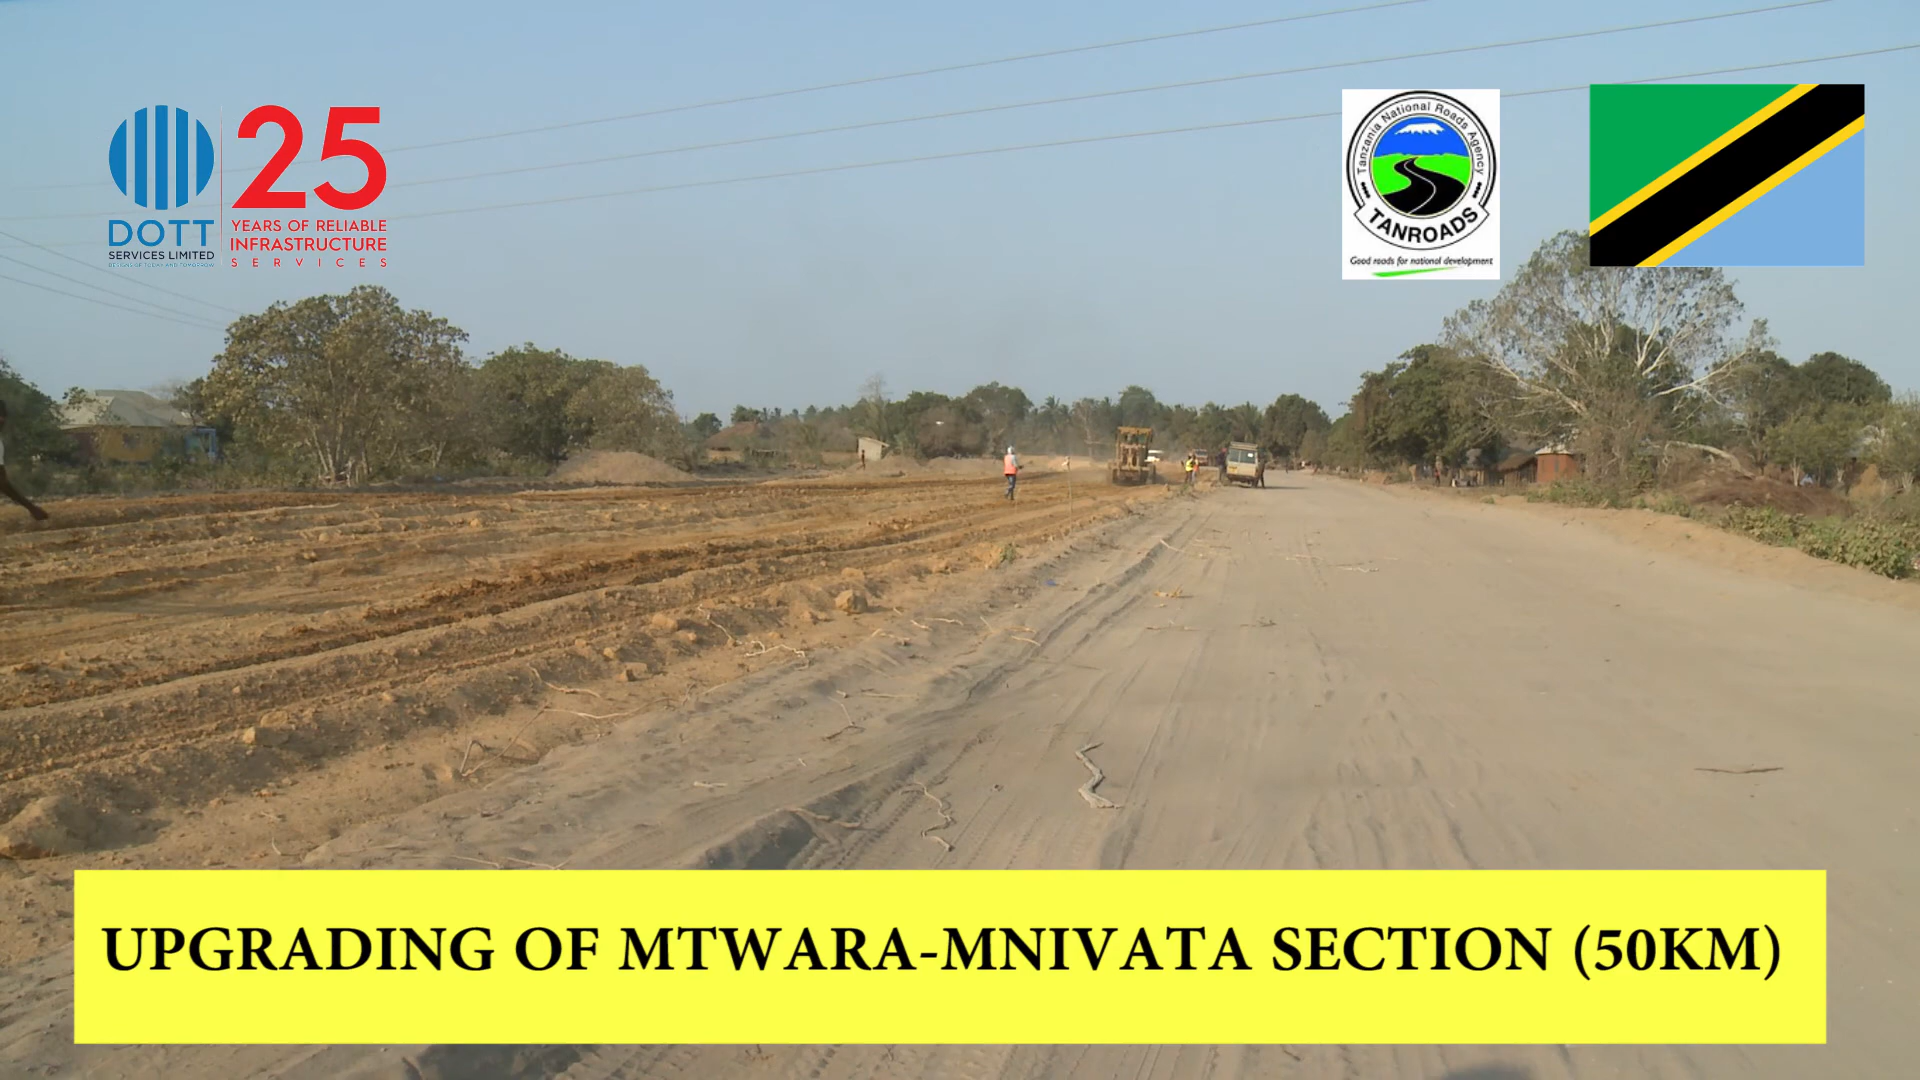 25
YEARS OF RELIABLE
INFRASTRUCTURE
SERVICES
DOTT
SERVICES LIMITED
Tanzania National Roads Agency
TANROADS
Good roads for national development
UPGRADING OF MTWARA-MNIVATA SECTION (50KM)